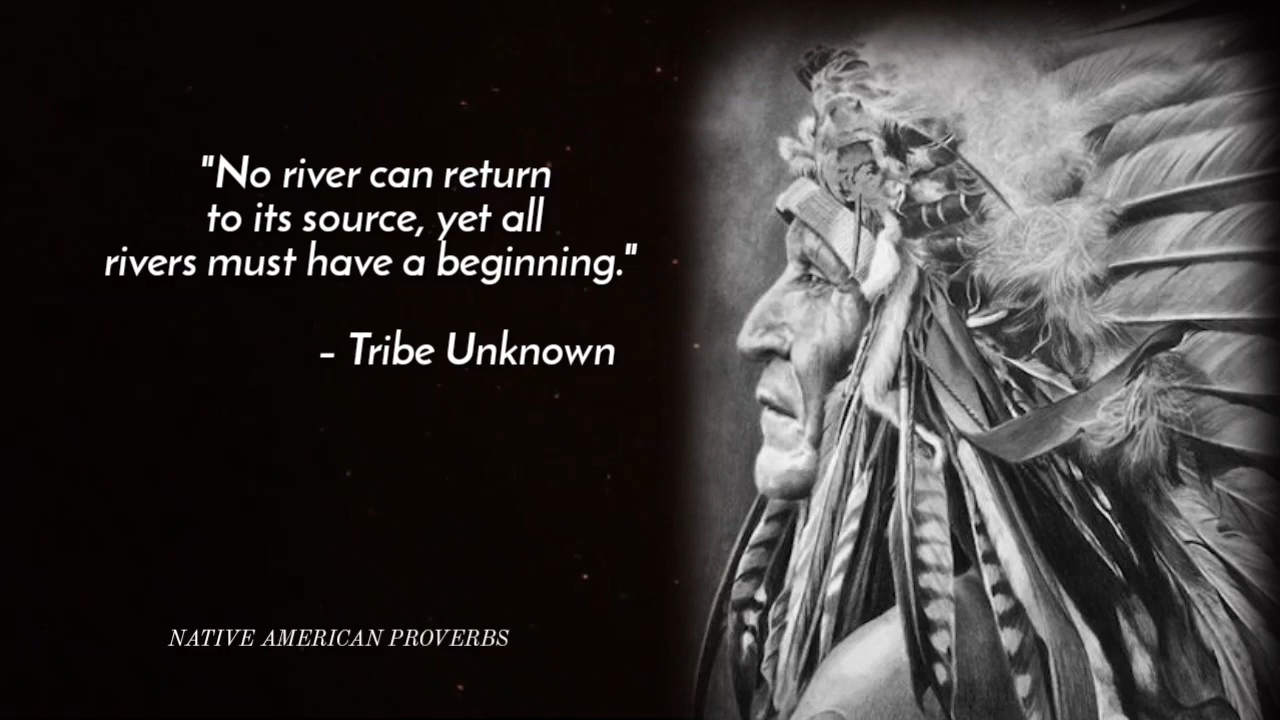 "No river can return
to its source, yet all
rivers must have a beginning."
– Tribe Unknown
NATIVE AMERICAN PROVERBS